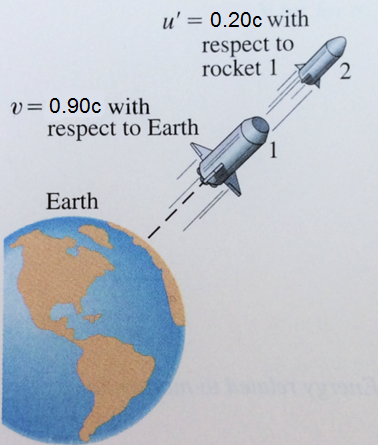 u′ = 0.20c with
respect to
rocket 1
2
v = 0.90c with
respect to Earth
1
Earth